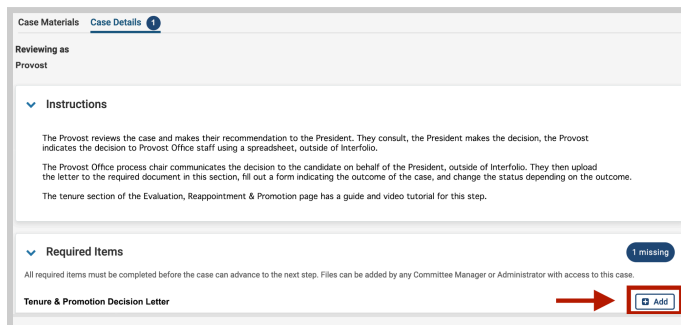 Case Materials Case Details 1
Reviewing as
Provost
Instructions
The Provost reviews the case and makes their recommendation to the President. They consult, the President makes the decision, the Provost
indicates the decision to Provost Office staff using a spreadsheet, outside of Interfolio.
The Provost Office process chair communicates the decision to the candidate on behalf of the President, outside of Interfolio. They then upload
the letter to the required document in this section, fill out a form indicating the outcome of the case, and change the status depending on the outcome.
The tenure section of the Evaluation, Reappointment & Promotion page has a guide and video tutorial for this step.
Required Items 1 missing
All required items must be completed before the case can advance to the next step. Files can be added by any Committee Manager or Administrator with access to this case.
Tenure & Promotion Decision Letter Add